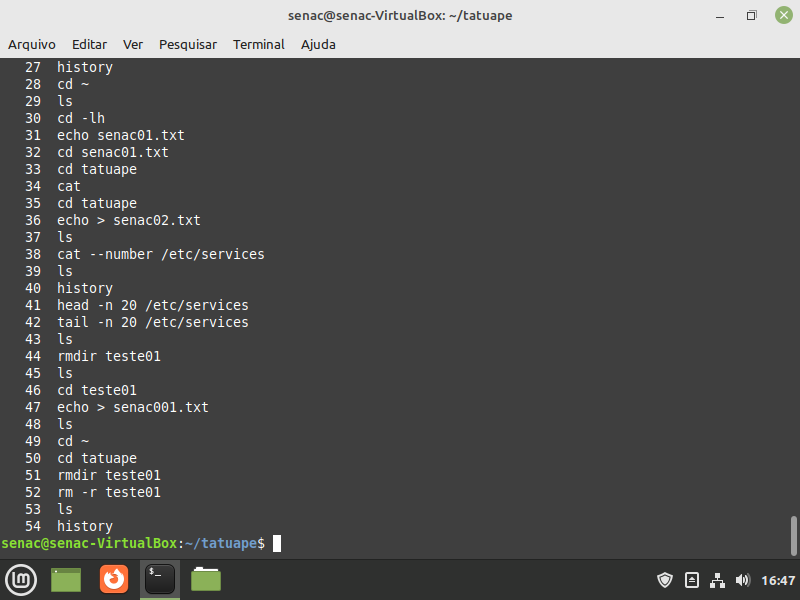 senac@senac-VirtualBox: ~/tatuape
Arquivo Editar Ver Pesquisar Terminal Ajuda
27 history
28 cd ~
29 ls
30 cd -lh
31 echo senac01.txt
32 cd senac01.txt
33 cd tatuape
34 cat
35 cd tatuape
36 echo > senac02.txt
37 ls
38 cat --number /etc/services
39 ls
40 history
41 head -n 20 /etc/services
42 tail -n 20 /etc/services
43 ls
44 rmdir teste01
45 ls
46 cd teste01
47 echo > senac001.txt
48 ls
49 cd ~
50 cd tatuape
51 rmdir teste01
52 rm -r teste01
53 ls
54 history
senac@senac-VirtualBox:~/tatuape$
$_
16:47